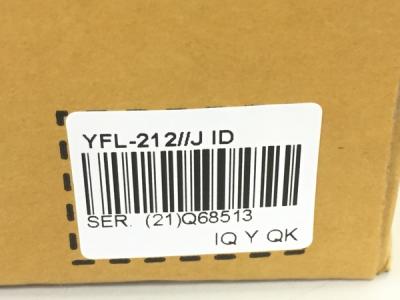 YFL-212//J ID
SER. (21)Q68513
IQ Y QK